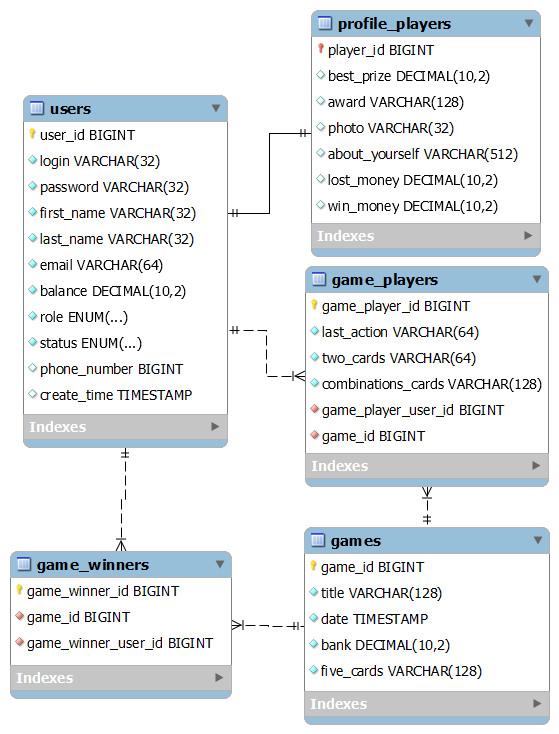 profile_players
player_id BIGINT
best_prize DECIMAL(10,2)
award VARCHAR(128)
photo VARCHAR(32)
about_yourself VARCHAR(512)
lost_money DECIMAL(10,2)
win_money DECIMAL(10,2)
Indexes
users
user_id BIGINT
login VARCHAR(32)
password VARCHAR(32)
first_name VARCHAR(32)
last_name VARCHAR(32)
email VARCHAR(64)
balance DECIMAL(10,2)
role ENUM(...)
status ENUM(...)
phone_number BIGINT
create_time TIMESTAMP
Indexes
game_players
game_player_id BIGINT
last_action VARCHAR(64)
two_cards VARCHAR(64)
combinations_cards VARCHAR(128)
game_player_user_id BIGINT
game_id BIGINT
Indexes
game_winners
game_winner_id BIGINT
game_id BIGINT
game_winner_user_id BIGINT
Indexes
games
game_id BIGINT
title VARCHAR(128)
date TIMESTAMP
bank DECIMAL(10,2)
five_cards VARCHAR(128)
Indexes